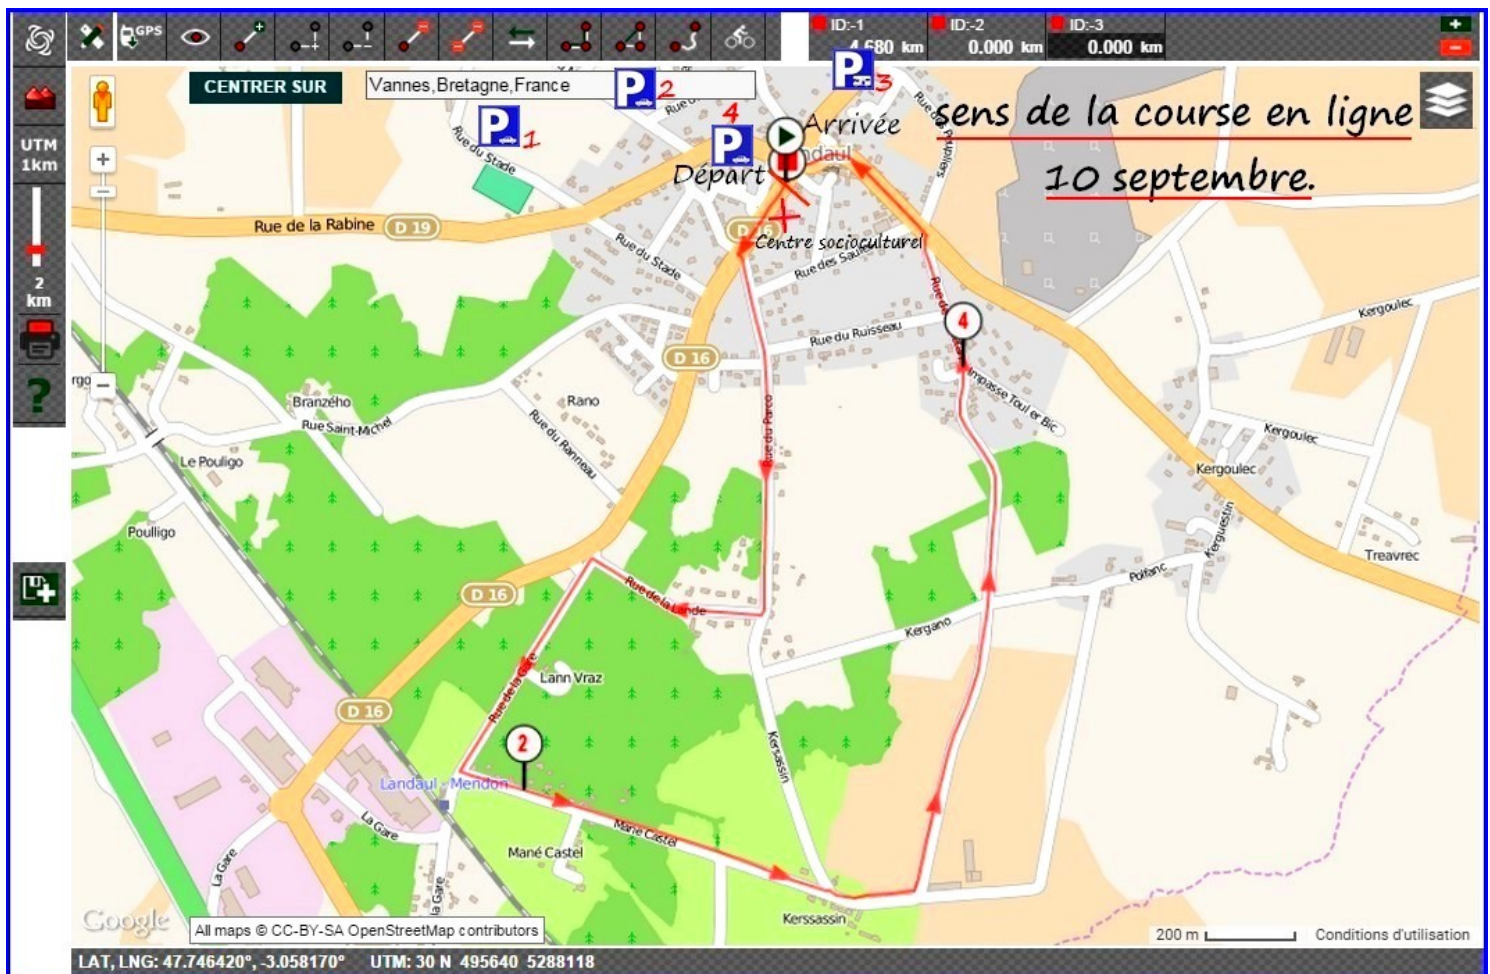 GPS
ID:-1
4.680 km
ID:-2
0.000 km
ID:-3
0.000 km
UTM
1km
2
km
?
CENTRER SUR
Vannes,Bretagne,France
P 1
P 2
P 3
4
P
Arrivée
Départ
sens de la course en ligne
10 septembre.
Rue du Stade
Rue de la Rabine
D 19
Centre socioculturel
Rue du Stade
Rue du Ruisseau
4
D 16
Impasse Toul er Bic
Kergoulec
Branzého
Rue Saint-Michel
Rano
Rue du Ranneau
Rue du Parco
Le Pouligo
Kergoulec
Kergoulec
Poulligo
Kerguestin
Treavrec
Polfanc
D 16
Rue de la Lande
Kergano
Rue de la Gare
Lann Vraz
D 16
2
Kersassin
Landaul - Mendon
La Gare
Mané Castel
Mané Castel
La Gare
la Gare
Kerssassin
Google
All maps © CC-BY-SA OpenStreetMap contributors
200 m
Conditions d'utilisation
LAT, LNG: 47.746420°, -3.058170° UTM: 30 N 495640 5288118